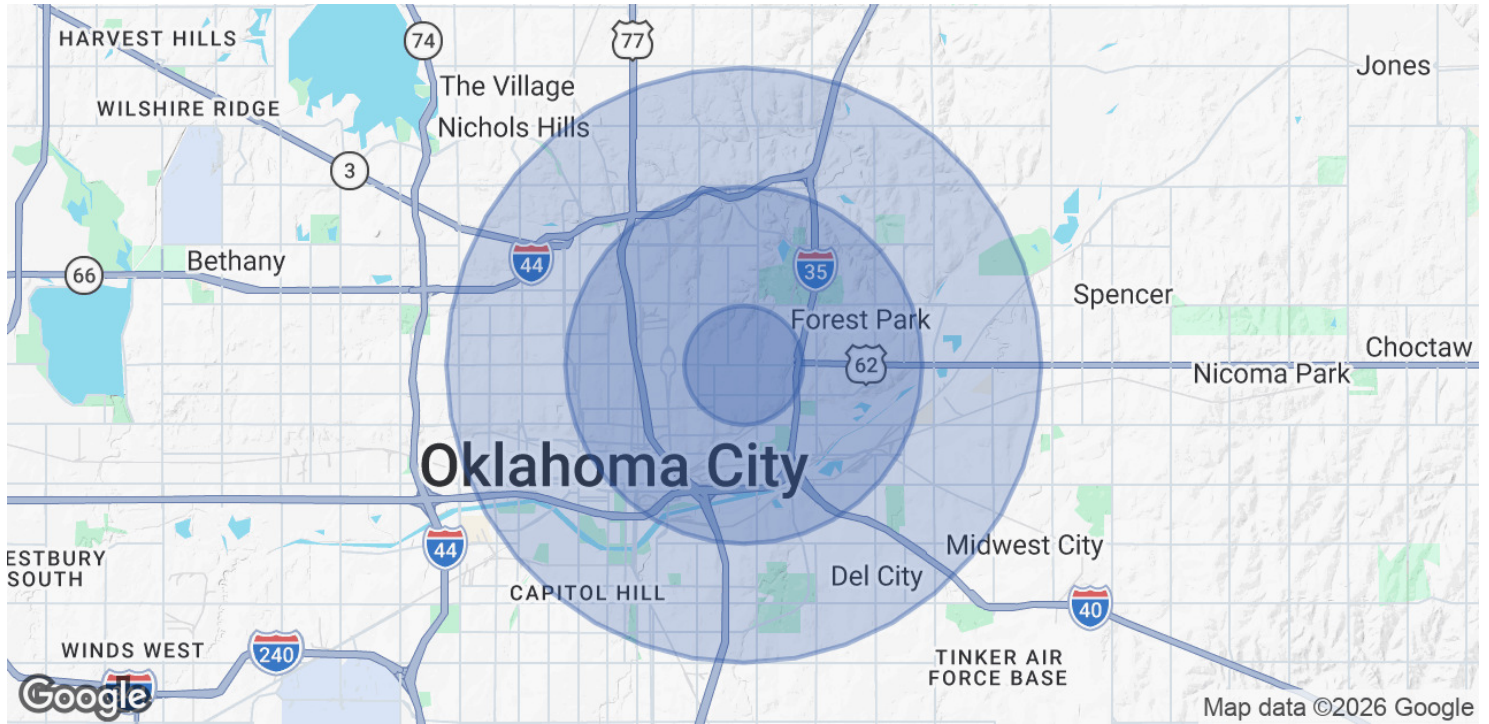 HARVEST HILLS
74
77
Jones
The Village
WILSHIRE RIDGE
Nichols Hills
3
Bethany
44
35
66
Spencer
Forest Park
Choctaw
62
Nicoma Park
Oklahoma City
44
Midwest City
ESTBURY
SOUTH
Del City
CAPITOL HILL
40
WINDS WEST
240
TINKER AIR
FORCE BASE
Google
Map data ©2026 Google